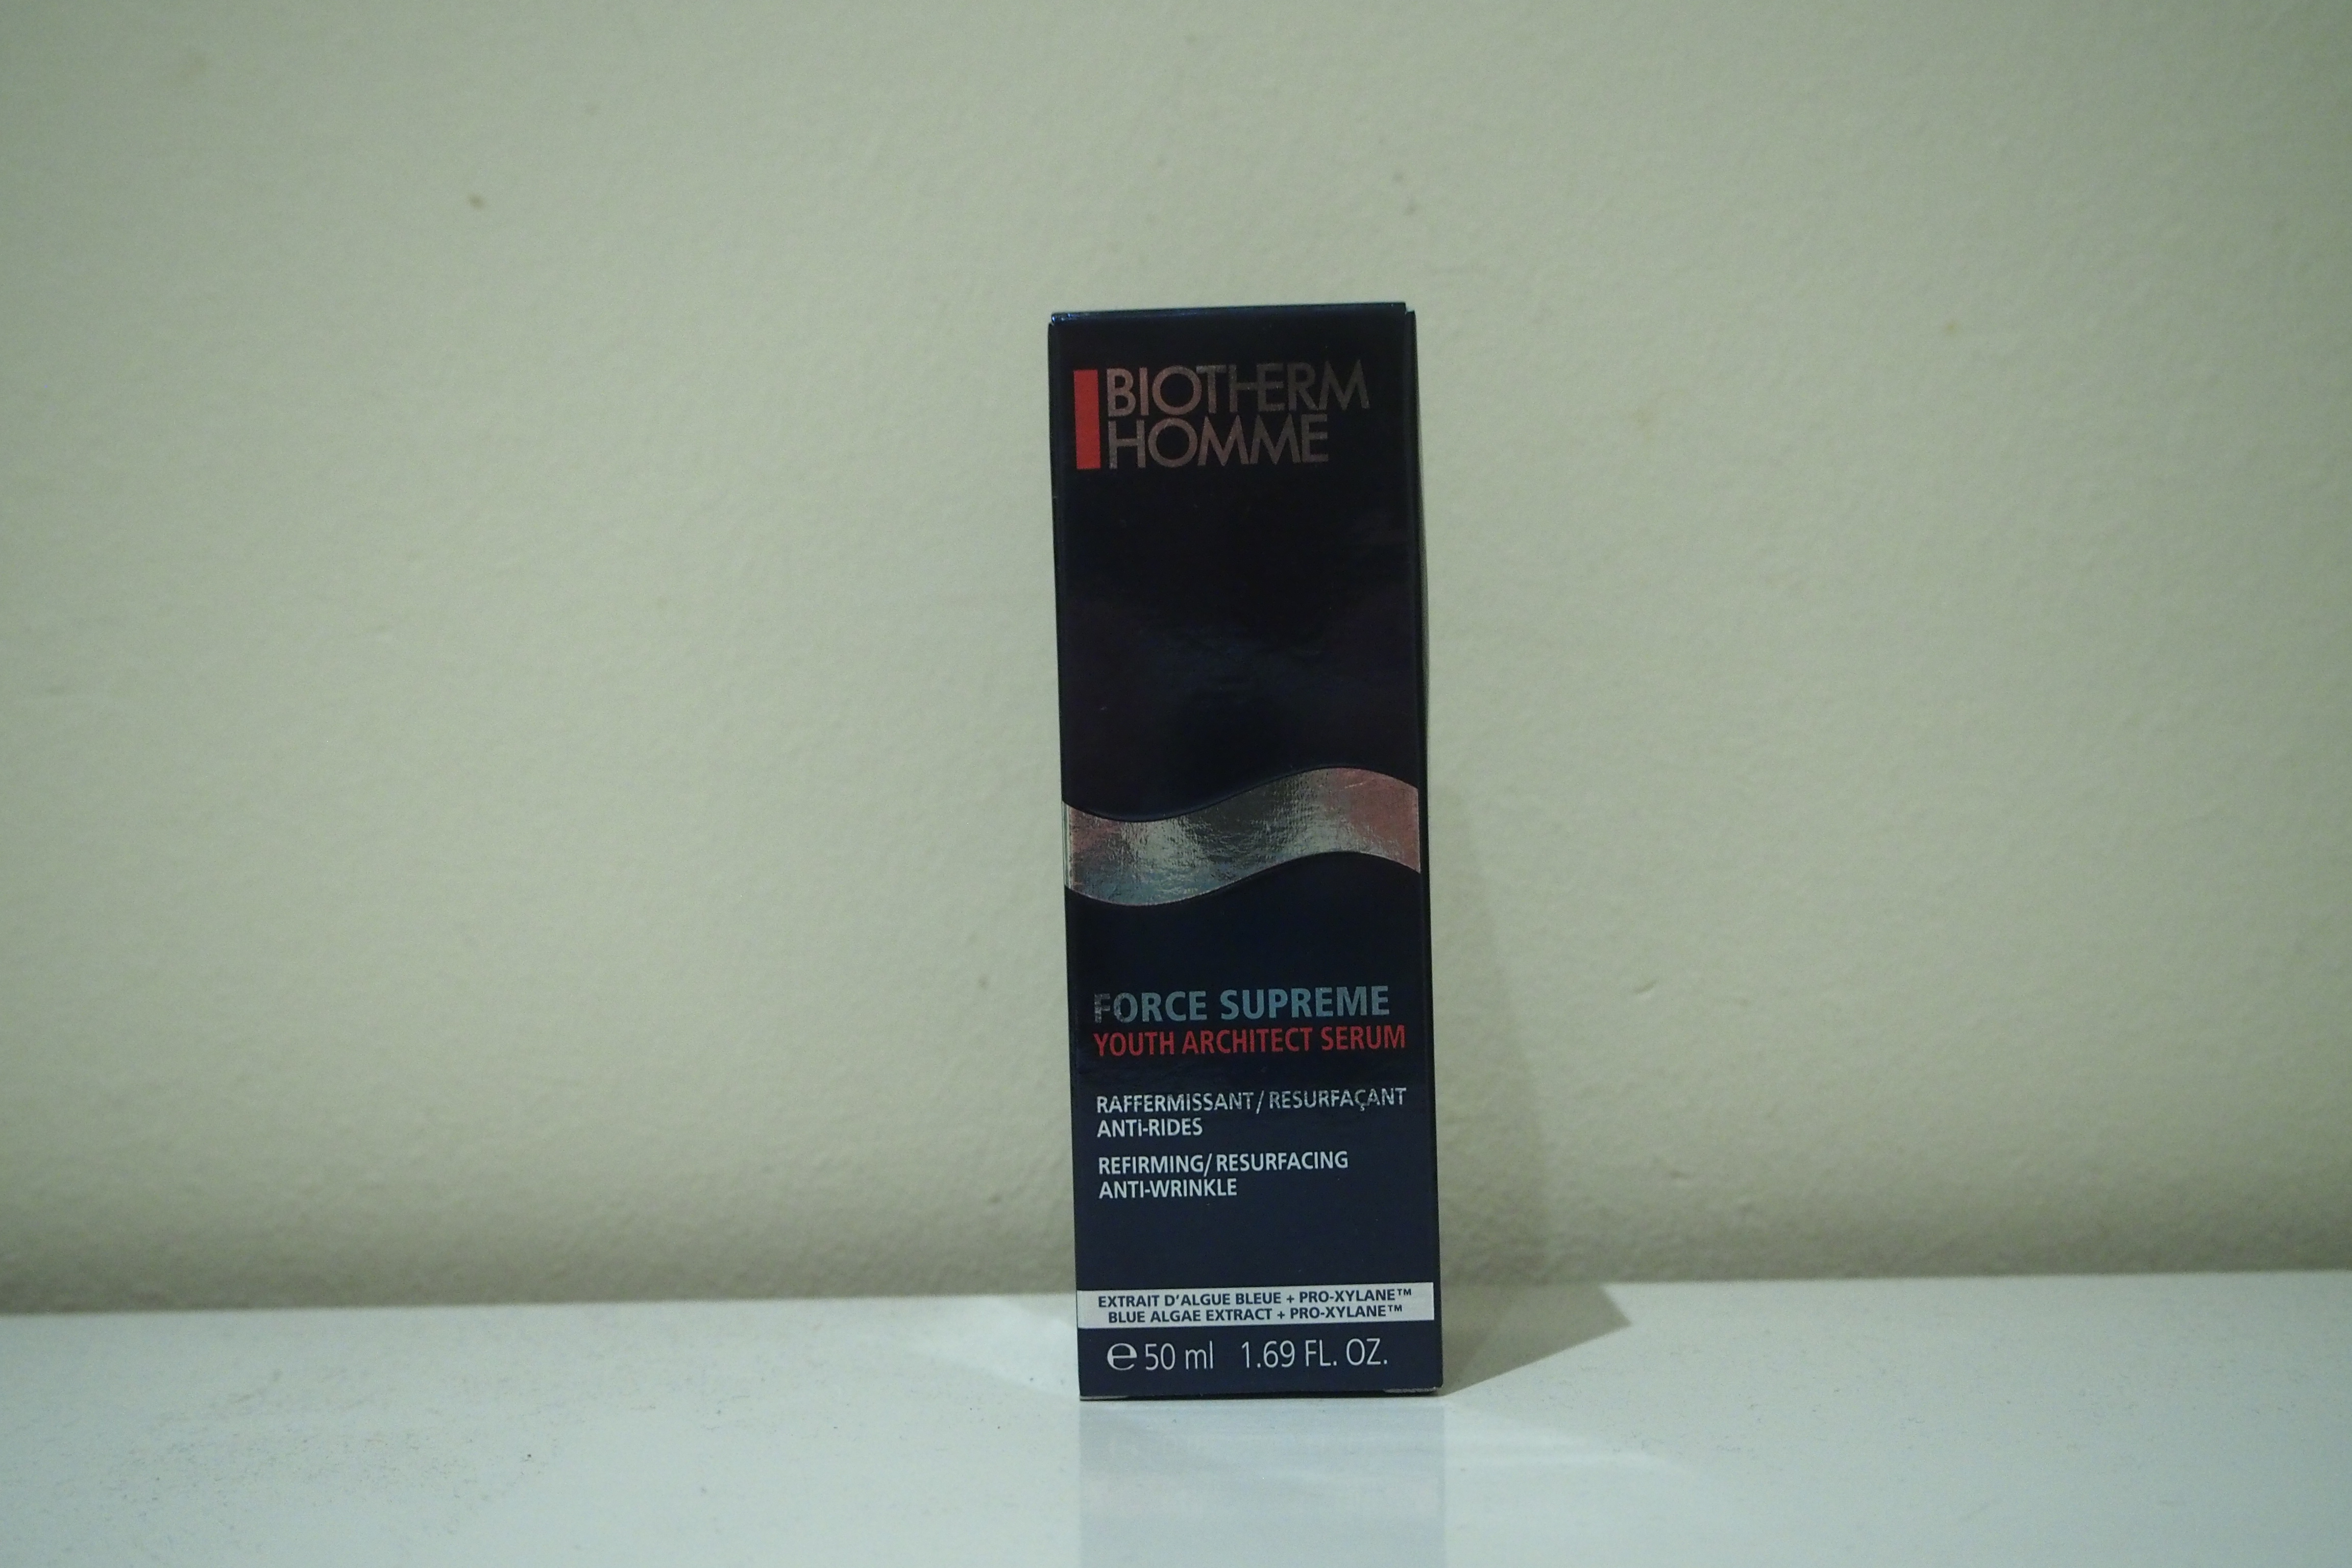 BIOTHERM
HOMME
FORCE SUPREME
YOUTH ARCHITECT SERUM
RAFFERMISSANT/RESURFAÇANT
ANTi-RIDES
REFIRMING/RESURFACING
ANTI-WRINKLE
EXTRAIT D'ALGUE BLEUE + PRO-XYLANE™
BLUE ALGAE EXTRACT + PRO-XYLANE™
℮ 50 ml 1.69 FL. OZ.